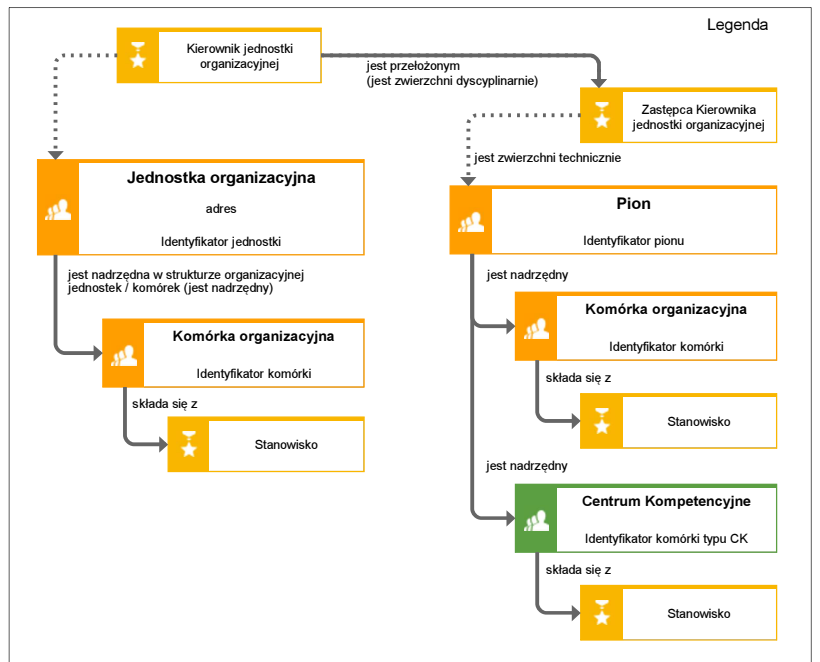 Legenda
Kierownik jednostki
organizacyjnej
jest przełożonym
(jest zwierzchni dyscyplinarnie)
Zastępca Kierownika
jednostki organizacyjnej
jest zwierzchni technicznie
Jednostka organizacyjna
adres
Identyfikator jednostki
Pion
Identyfikator pionu
jest nadrzędna w strukturze organizacyjnej
jednostek / komórek (jest nadrzędny)
jest nadrzędny
Komórka organizacyjna
Identyfikator komórki
Komórka organizacyjna
Identyfikator komórki
składa się z
Stanowisko
składa się z
Stanowisko
jest nadrzędny
Centrum Kompetencyjne
Identyfikator komórki typu CK
składa się z
Stanowisko